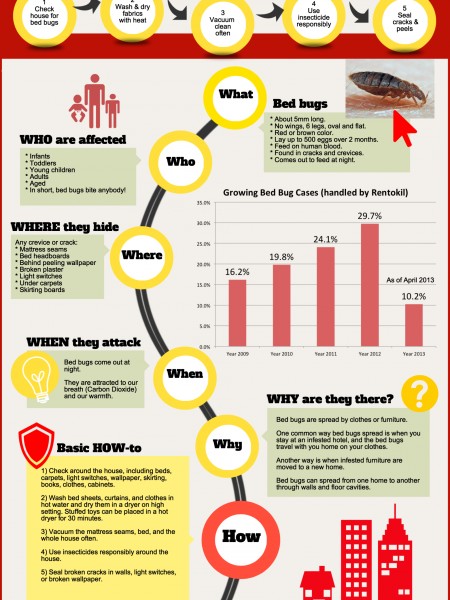 1
Check
house for
bed bugs
Wash & dry
fabrics
with heat
3
Vacuum
clean
often
4
Use
insecticide
responsibly
5
Seal
cracks &
peels
What
Bed bugs
* About 5mm long.
* No wings, 6 legs, oval and flat.
* Red or brown color.
* Lay up to 500 eggs over 2 months.
* Feed on human blood.
* Found in cracks and crevices.
* Comes out to feed at night.
WHO are affected
* Infants
* Toddlers
* Young children
* Adults
* Aged
* In short, bed bugs bite anybody!
Who
Growing Bed Bug Cases (handled by Rentokil)
35.0%
30.0%
25.0%
20.0%
15.0%
10.0%
5.0%
0.0%
16.2%
19.8%
24.1%
29.7%
As of April 2013
10.2%
Year 2009
Year 2010
Year 2011
Year 2012
Year 2013
WHERE they hide
Any crevice or crack:
* Mattress seams
* Bed headboards
* Behind peeling wallpaper
* Broken plaster
* Light switches
* Under carpets
* Skirting boards
Where
WHEN they attack
Bed bugs come out at
night.
They are attracted to our
breath (Carbon Dioxide)
and our warmth.
When
WHY are they there?
?
Bed bugs are spread by clothes or furniture.
One common way bed bugs spread is when you
stay at an infested hotel, and the bed bugs
travel with you home on your clothes.
Another way is when infested furniture are
moved to a new home.
Bed bugs can spread from one home to another
through walls and floor cavities.
Why
Basic HOW-to
1) Check around the house, including beds,
carpets, light switches, wallpaper, skirting,
books, clothes, cabinets.
2) Wash bed sheets, curtains, and clothes in
hot water and dry them in a dryer on high
setting. Stuffed toys can be placed in a hot
dryer for 30 minutes.
3) Vacuum the mattress seams, bed, and the
whole house often.
4) Use insecticides responsibly around the
house.
5) Seal broken cracks in walls, light switches,
or broken wallpaper.
How